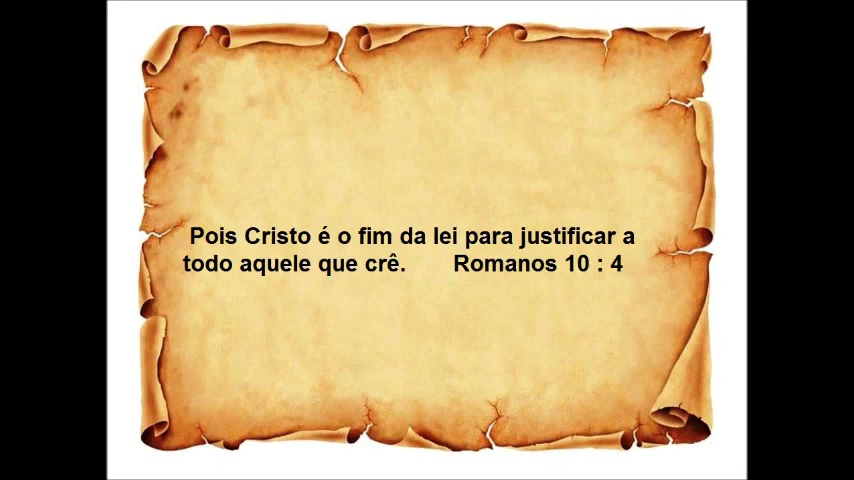 Pois Cristo é o fim da lei para justificar a
todo aquele que crê. Romanos 10 : 4